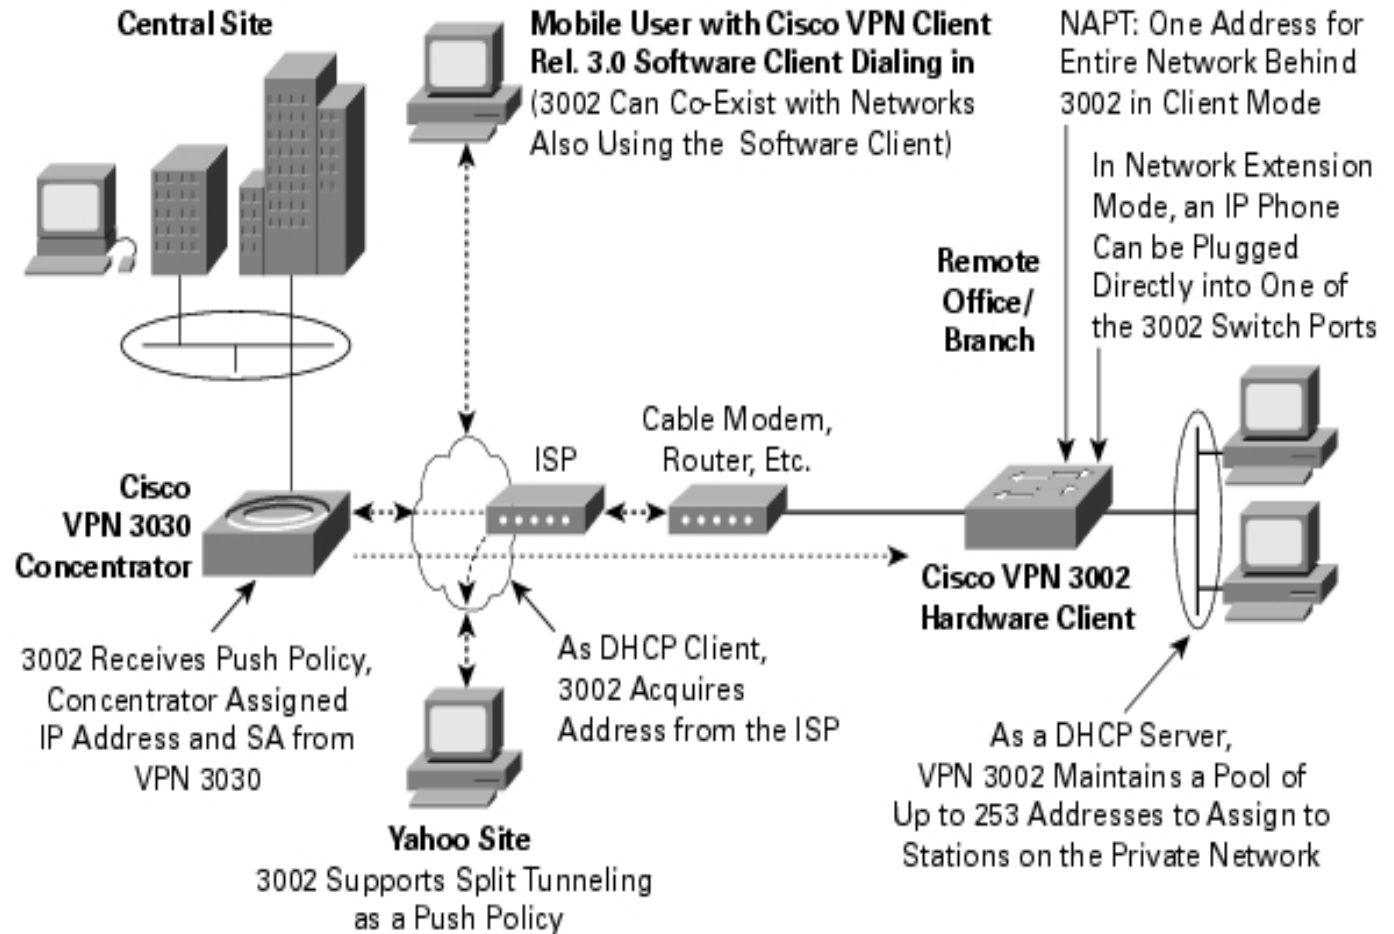 Central Site
Mobile User with Cisco VPN Client
Rel. 3.0 Software Client Dialing in
(3002 Can Co-Exist with Networks
Also Using the Software Client)
NAPT: One Address for
Entire Network Behind
3002 in Client Mode
In Network Extension
Mode, an IP Phone
Can be Plugged
Directly into One of
the 3002 Switch Ports
Remote
Office/
Branch
Cable Modem,
Router, Etc.
ISP
Cisco
VPN 3030
Concentrator
Cisco VPN 3002
Hardware Client
3002 Receives Push Policy,
Concentrator Assigned
IP Address and SA from
VPN 3030
As DHCP Client,
3002 Acquires
Address from the ISP
As a DHCP Server,
VPN 3002 Maintains a Pool of
Up to 253 Addresses to Assign to
Stations on the Private Network
Yahoo Site
3002 Supports Split Tunneling
as a Push Policy